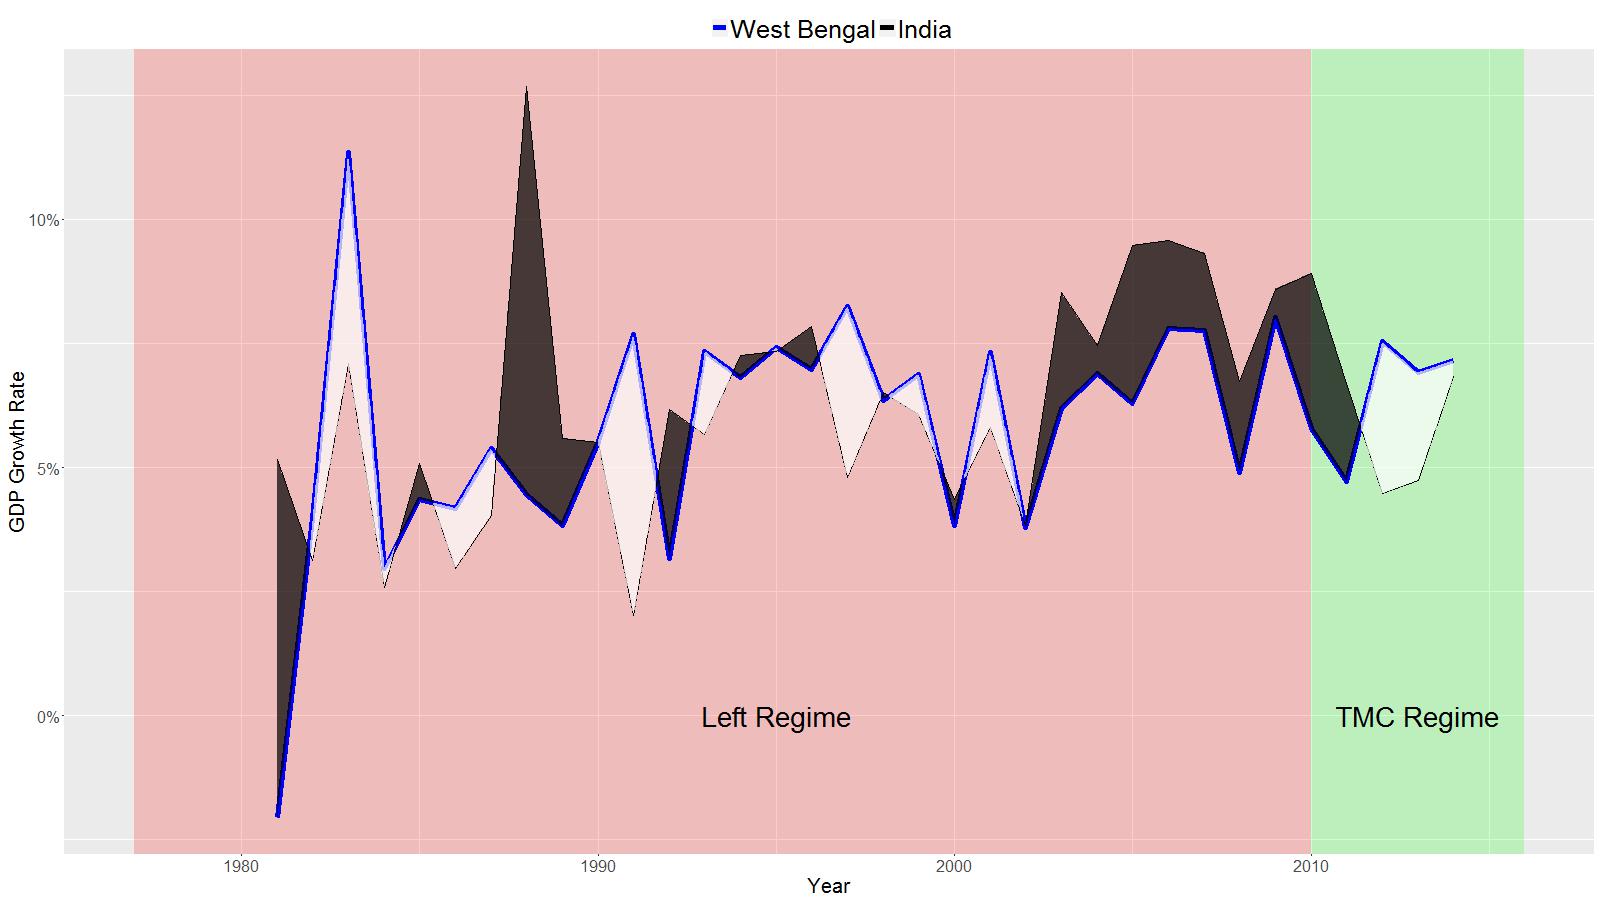 West Bengal India
GDP Growth Rate
10%
5%
0%
Left Regime
TMC Regime
1980
1990
2000
2010
Year